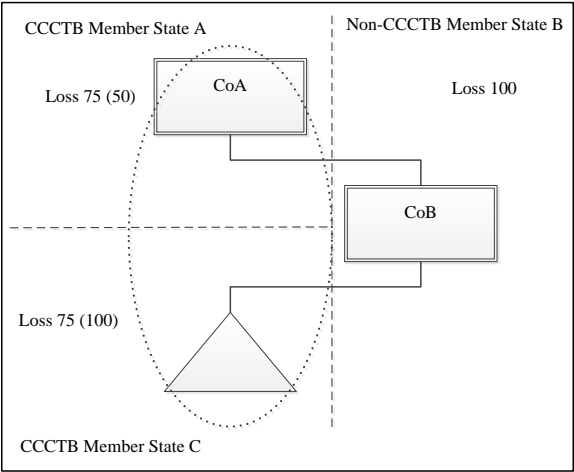 CCCTB Member State A
Non-CCCTB Member State B
Loss 75 (50)
CoA
Loss 100
CoB
Loss 75 (100)
CCCTB Member State C